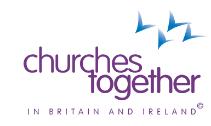 churches
together
IN BRITAIN AND IRELAND©